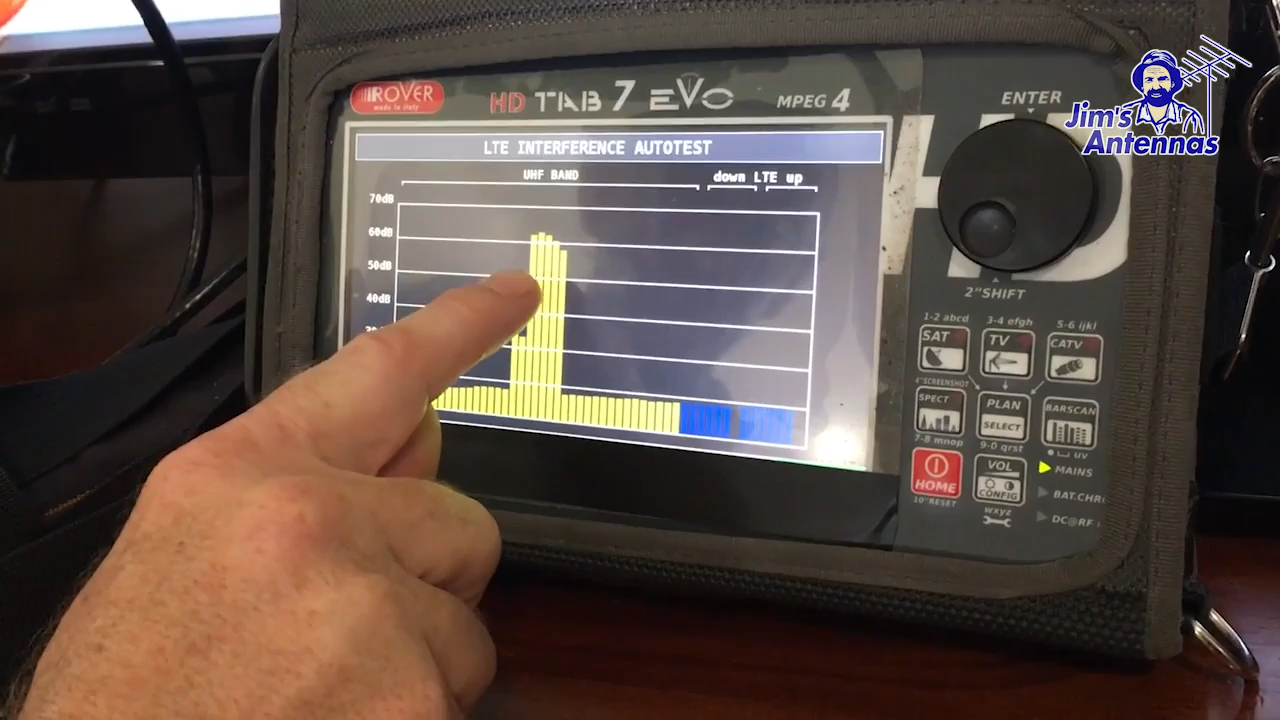 ROVER
made in Italy
HD TAB 7 EVO
MPEG 4
ENTER
Jim's
Antennas
LTE INTERFERENCE AUTOTEST
UHF BAND
down LTE up
70dB
60dB
50dB
40dB
2"SHIFT
1-2 abcd
3-4 efgh
5-6 ijkl
SAT
TV
CATV
4"SCREENSHOT
SPECT
PLAN
SELECT
BARSCAN
7-8 mnop
9-0 qrst
uv
HOME
VOL
CONFIG
MAINS
10"RESET
wxyz
BAT.CHR
DC@RF